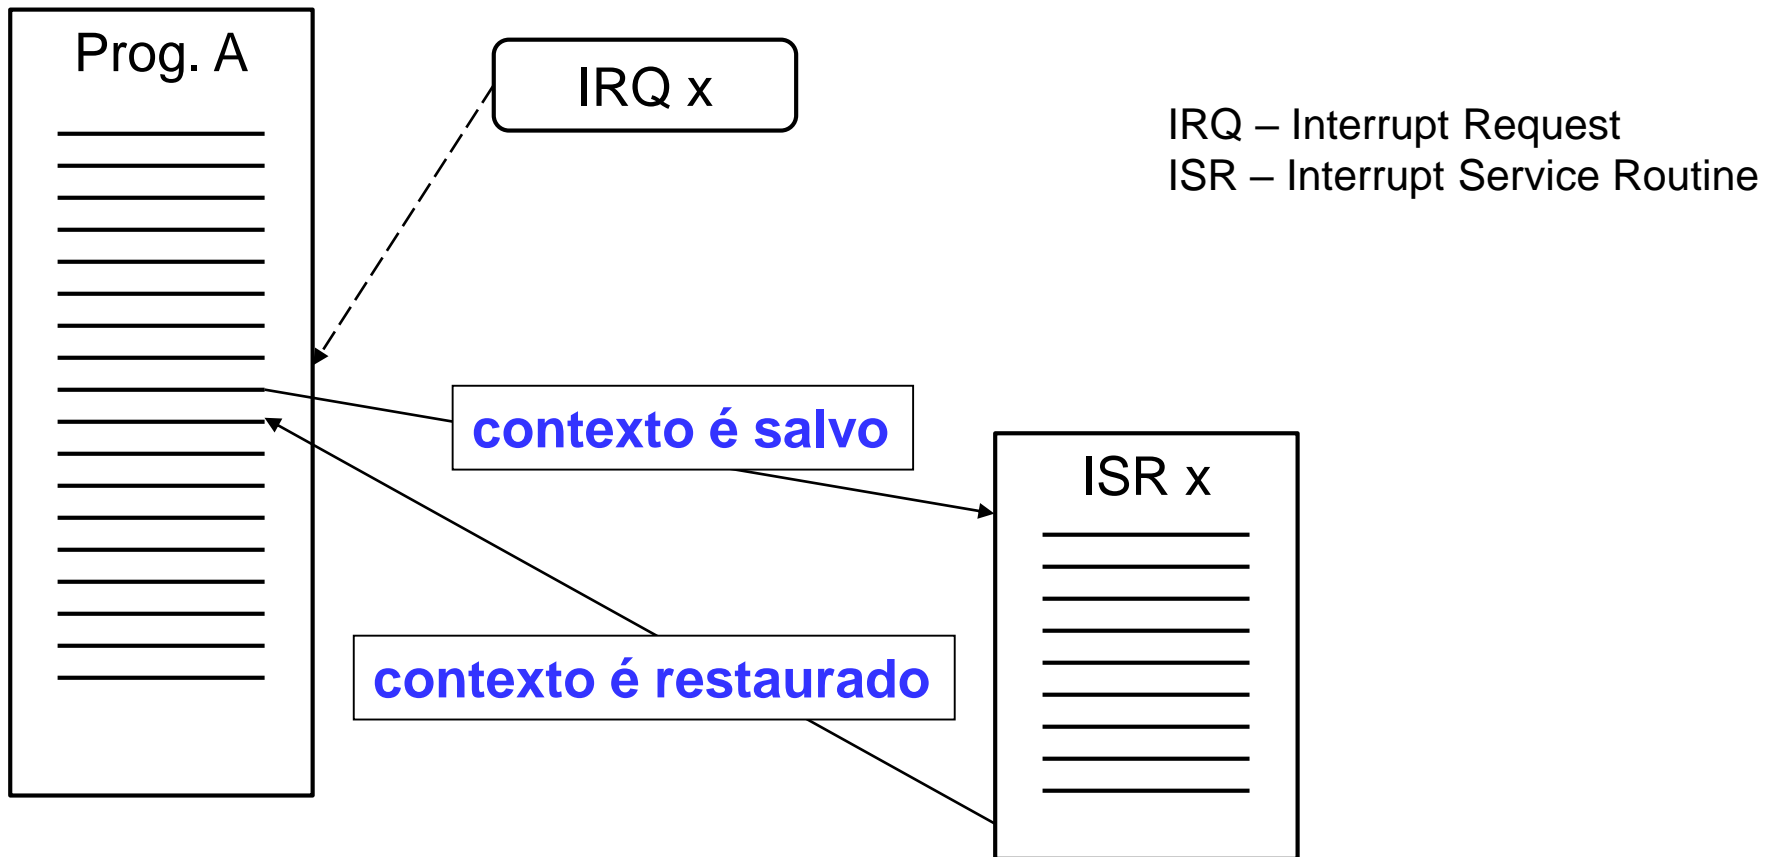 Prog. A
IRQ x
IRQ – Interrupt Request
ISR – Interrupt Service Routine
contexto é salvo
ISR x
contexto é restaurado